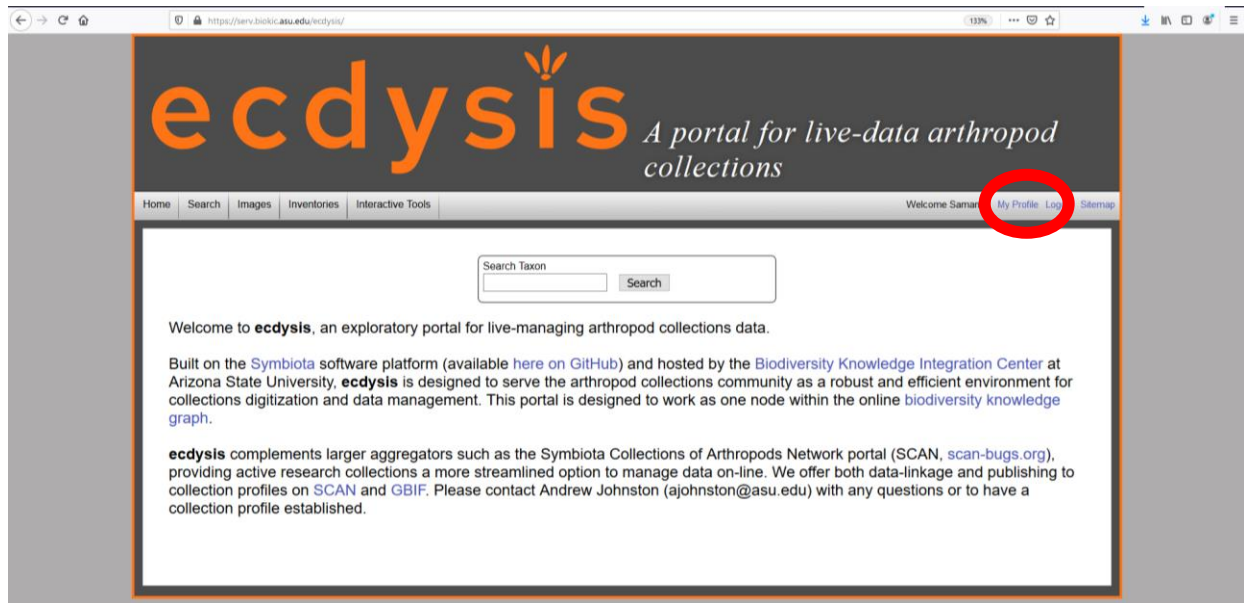 https://serv.biokic.asu.edu/ecdysis/
133%
ecdysis
A portal for live-data arthropod
collections
Home Search Images Inventories Interactive Tools Welcome My Profile Sitemap
Search Taxon
Search
Welcome to ecdysis, an exploratory portal for live-managing arthropod collections data.
Built on the Symbiota software platform (available here on GitHub) and hosted by the Biodiversity Knowledge Integration Center at
Arizona State University, ecdysis is designed to serve the arthropod collections community as a robust and efficient environment for
collections digitization and data management. This portal is designed to work as one node within the online biodiversity knowledge
graph.
ecdysis complements larger aggregators such as the Symbiota Collections of Arthropods Network portal (SCAN, scan-bugs.org),
providing active research collections a more streamlined option to manage data on-line. We offer both data-linkage and publishing to
collection profiles on SCAN and GBIF. Please contact Andrew Johnston (ajohnston@asu.edu) with any questions or to have a
collection profile established.